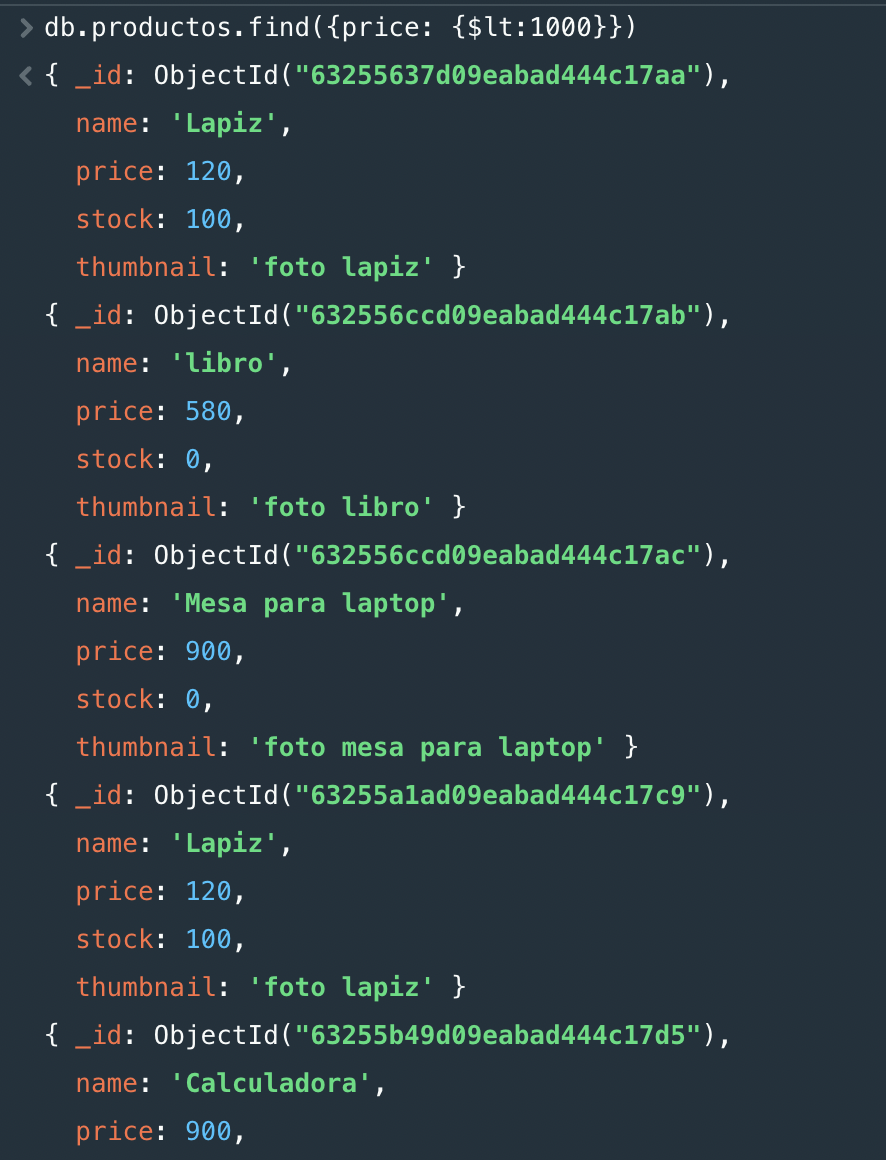 > db.productos.find({price: {$lt:1000}})
< { _id: ObjectId("63255637d09eabad444c17aa"),
name: 'Lapiz',
price: 120,
stock: 100,
thumbnail: 'foto lapiz' }
{ _id: ObjectId("632556ccd09eabad444c17ab"),
name: 'libro',
price: 580,
stock: 0,
thumbnail: 'foto libro' }
{ _id: ObjectId("632556ccd09eabad444c17ac"),
name: 'Mesa para laptop',
price: 900,
stock: 0,
thumbnail: 'foto mesa para laptop' }
{ _id: ObjectId("63255a1ad09eabad444c17c9"),
name: 'Lapiz',
price: 120,
stock: 100,
thumbnail: 'foto lapiz' }
{ _id: ObjectId("63255b49d09eabad444c17d5"),
name: 'Calculadora',
price: 900,